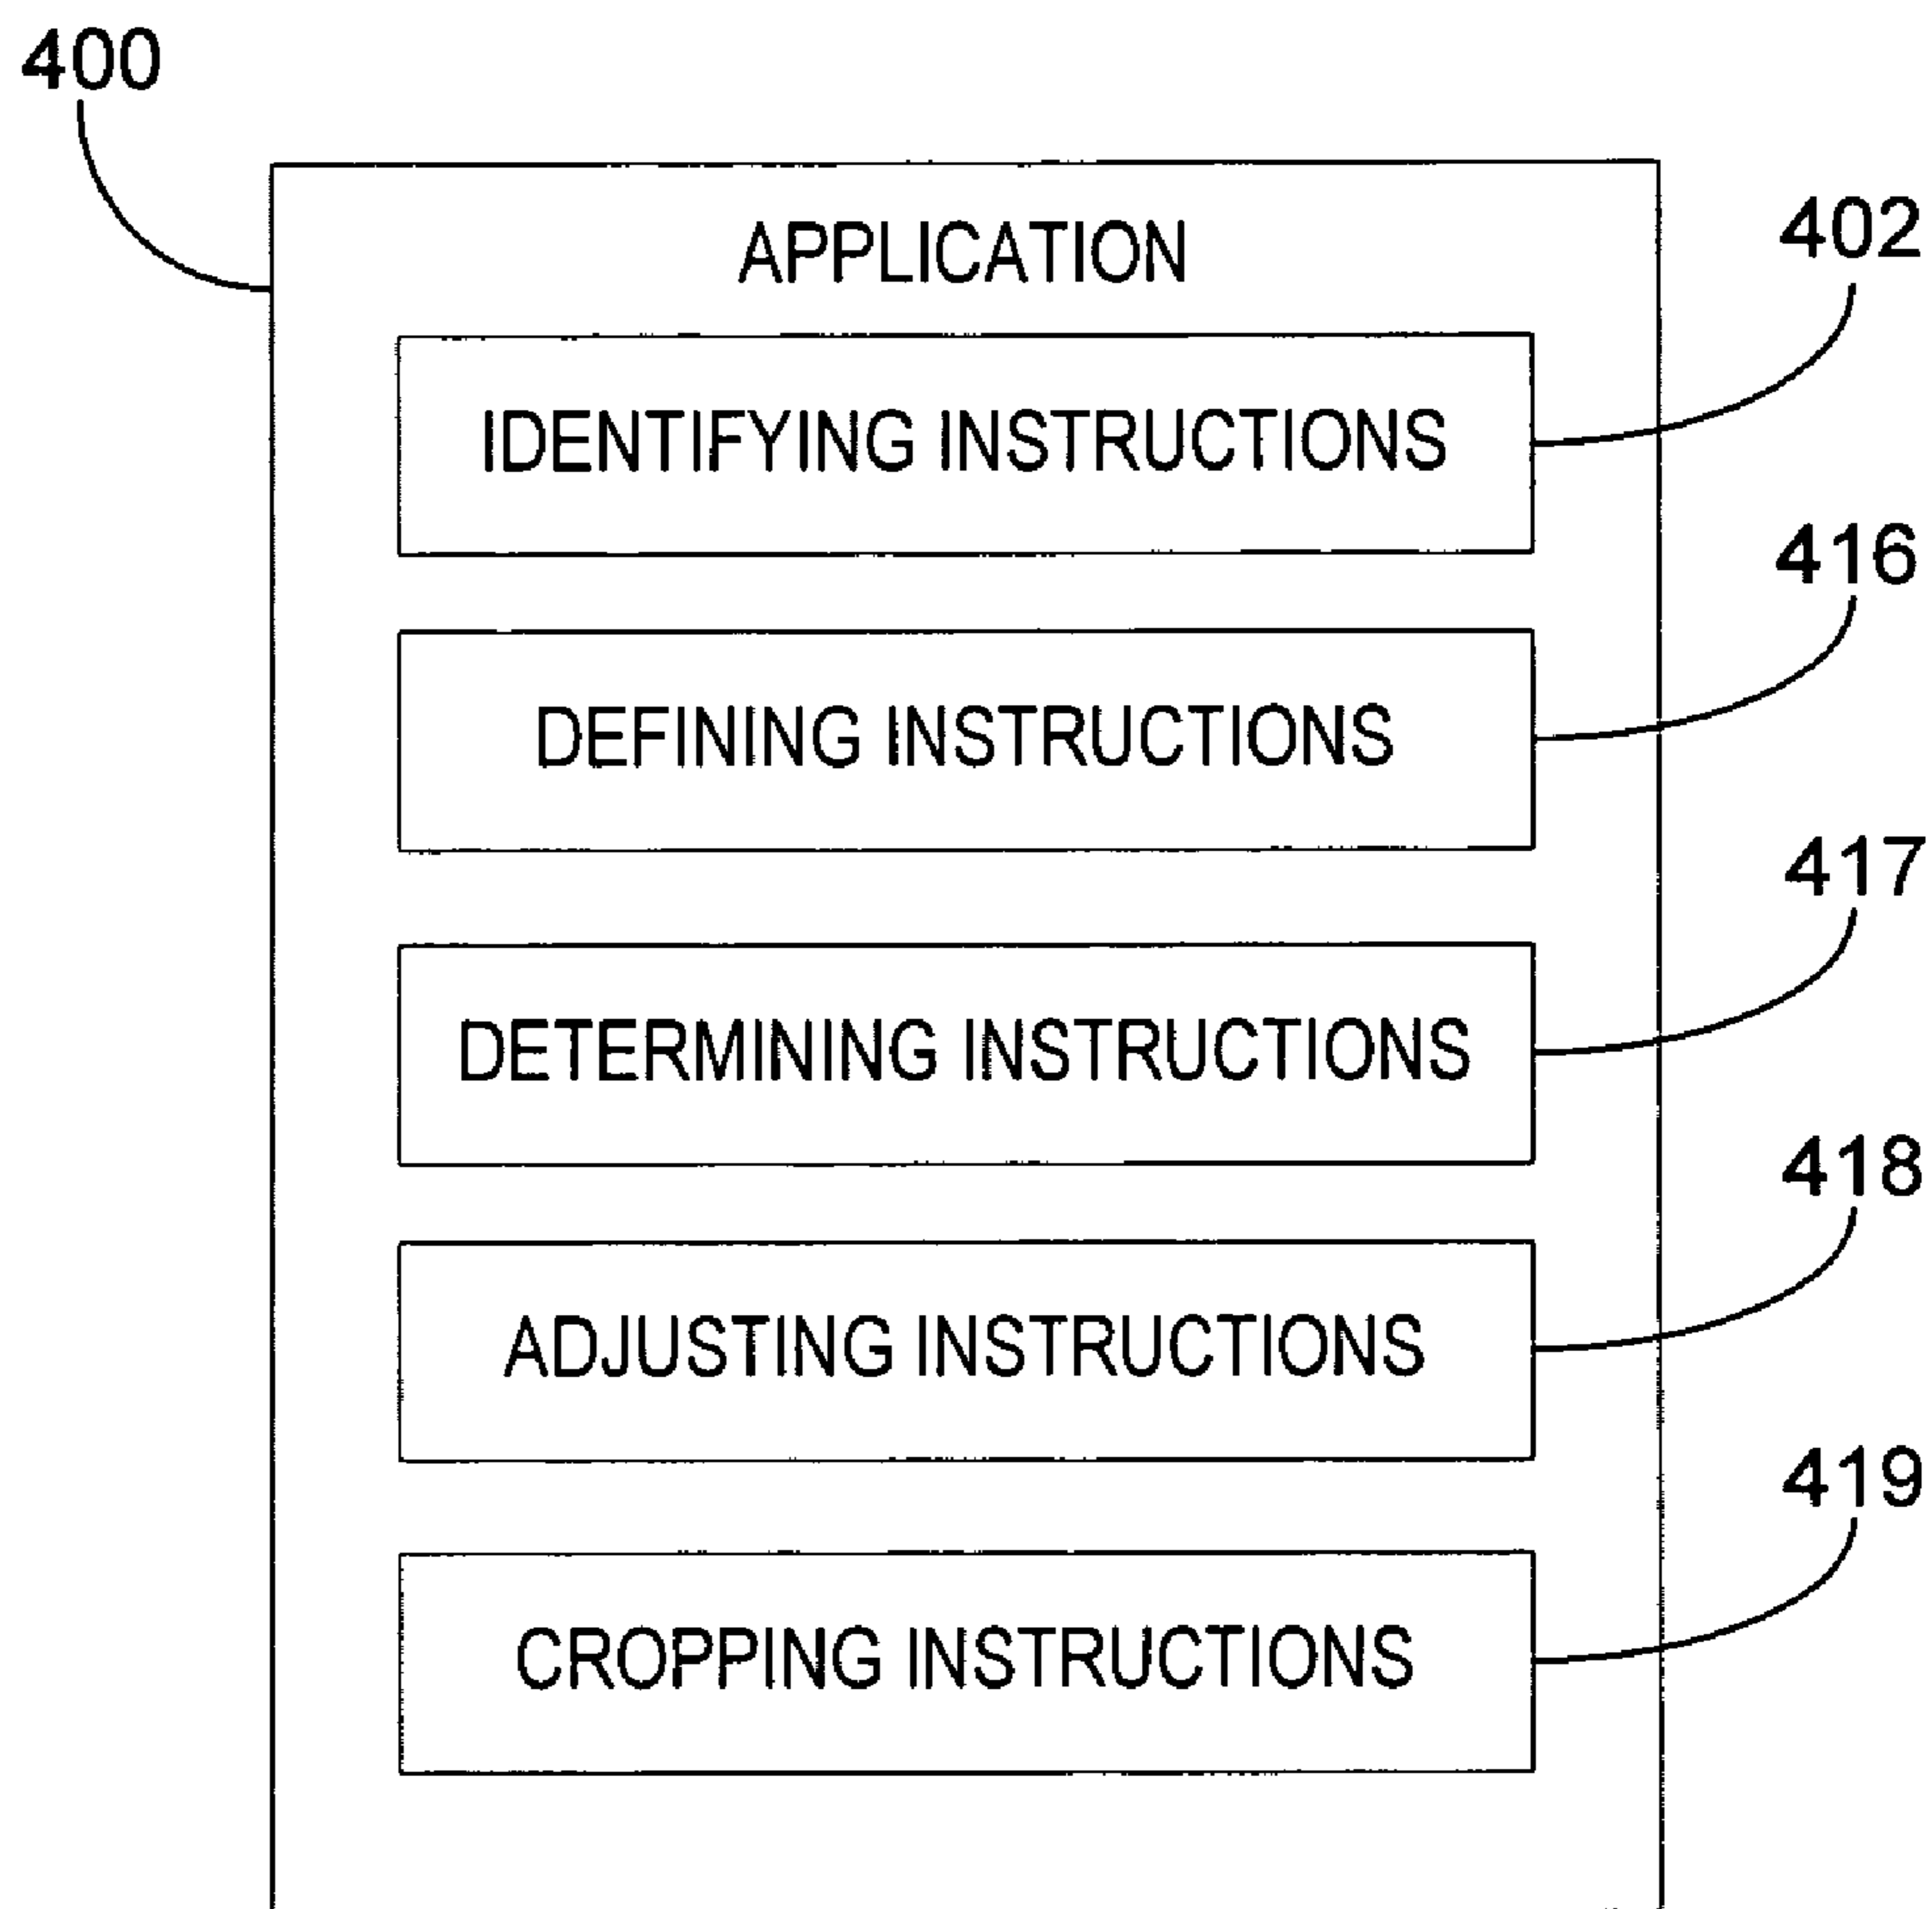 400
APPLICATION
402
IDENTIFYING INSTRUCTIONS
416
DEFINING INSTRUCTIONS
417
DETERMINING INSTRUCTIONS
418
ADJUSTING INSTRUCTIONS
419
CROPPING INSTRUCTIONS